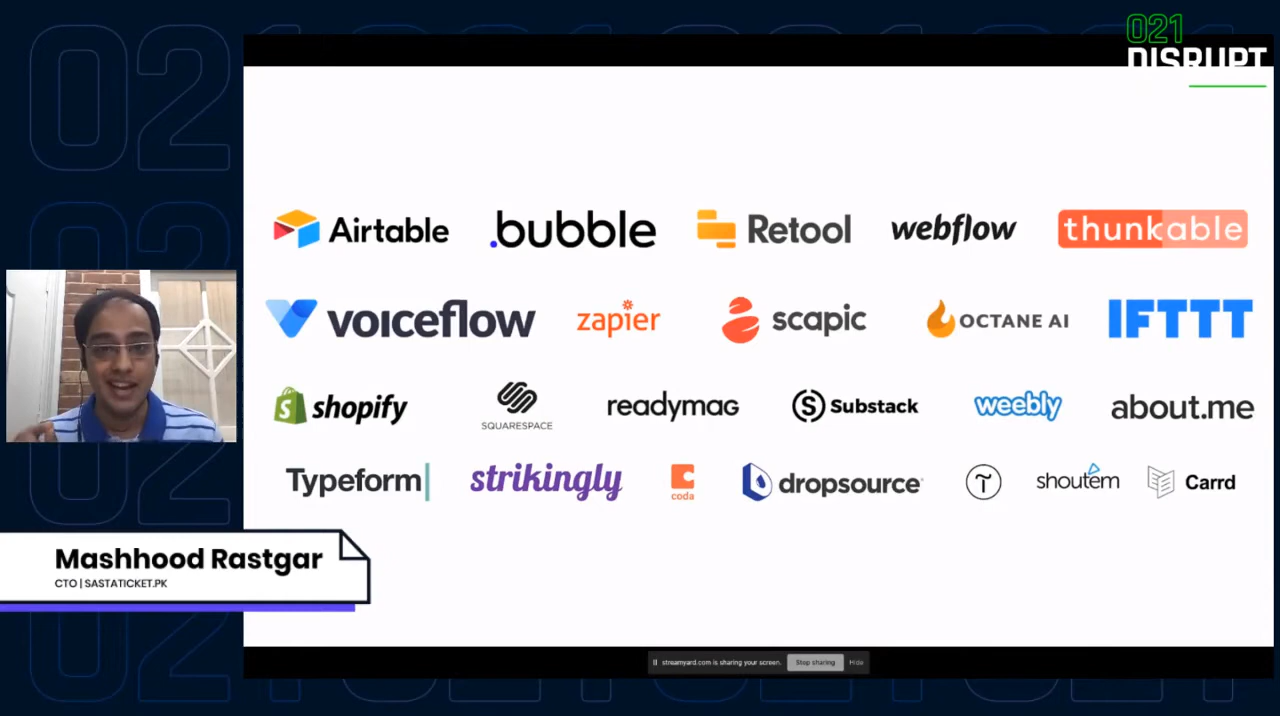 021
DISRUPT
Airtable .bubble Retool webflow thunkable
voiceflow zapier scapic OCTANE AI IFTTT
shopify SQUARESPACE readymag Substack weebly about.me
Typeform strikingly coda dropsource shoutem Carrd
Mashhood Rastgar
CTO | SASTATICKET.PK
streamyard.com is sharing your screen. Stop sharing Hide